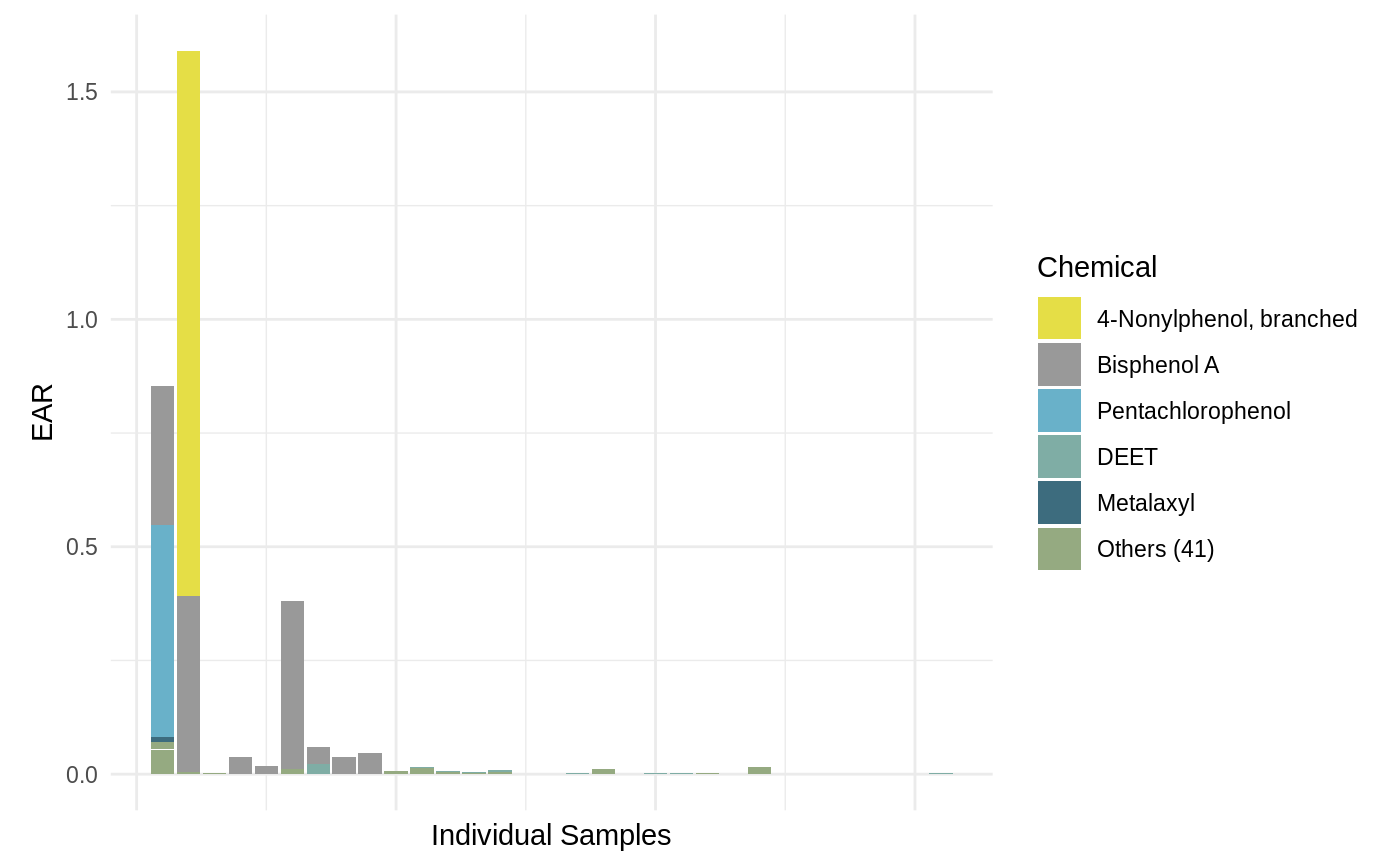 EAR
1.5
1.0
0.5
0.0
Individual Samples
Chemical
4-Nonylphenol, branched
Bisphenol A
Pentachlorophenol
DEET
Metalaxyl
Others (41)